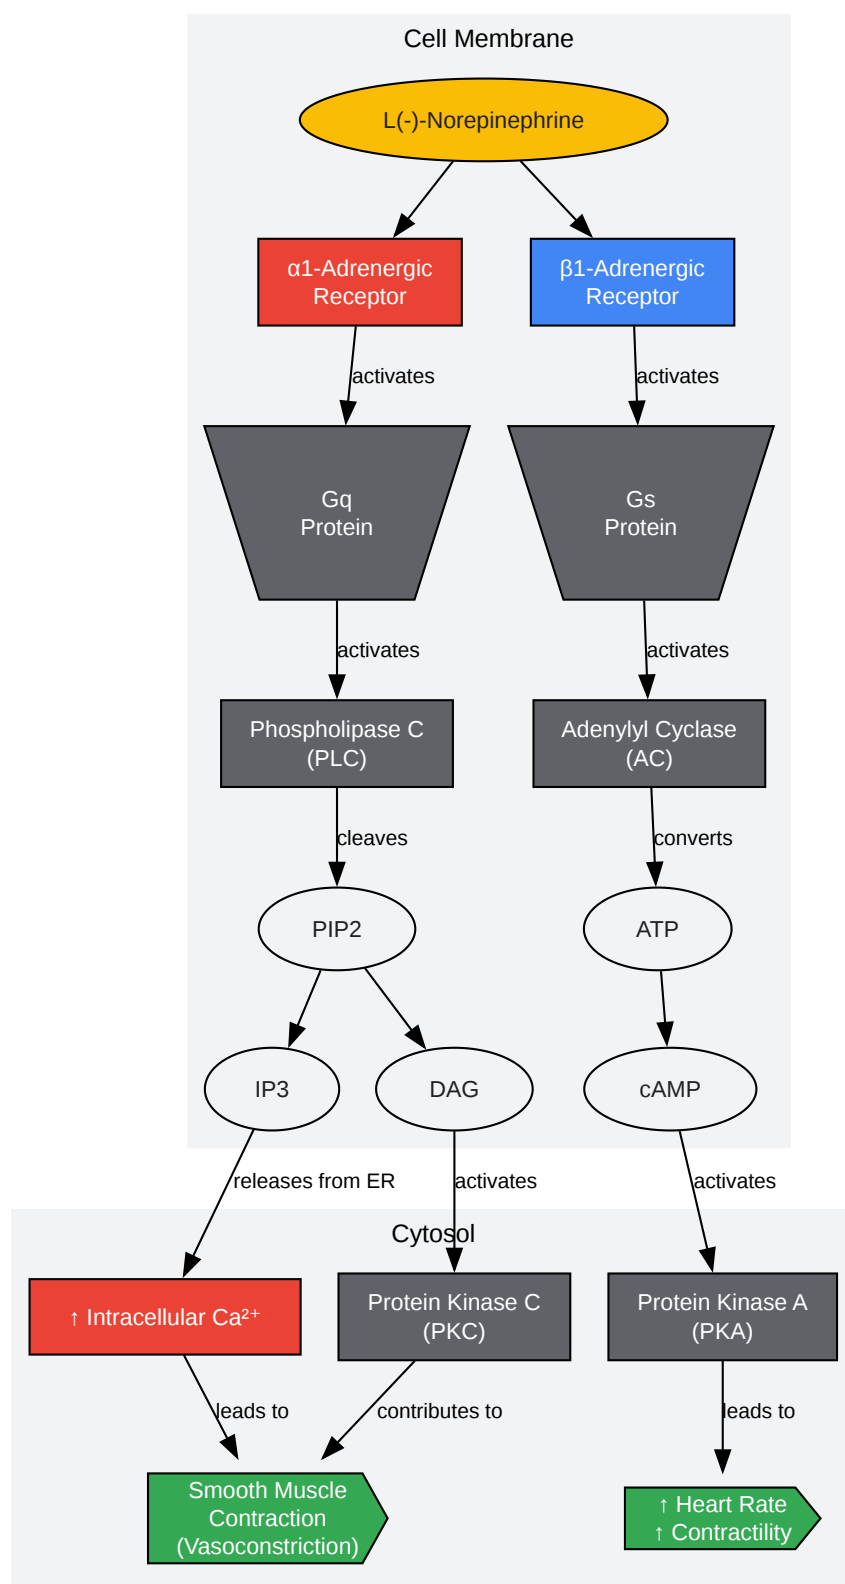 Cell Membrane
L(-)-Norepinephrine
α1-Adrenergic
Receptor
β1-Adrenergic
Receptor
activates
activates
Gq
Protein
Gs
Protein
activates
activates
Phospholipase C
(PLC)
Adenylyl Cyclase
(AC)
cleaves
converts
PIP2
ATP
IP3
DAG
cAMP
releases from ER
activates
activates
Cytosol
↑ Intracellular Ca²⁺
Protein Kinase C
(PKC)
Protein Kinase A
(PKA)
leads to
contributes to
leads to
Smooth Muscle
Contraction
(Vasoconstriction)
↑ Heart Rate
↑ Contractility